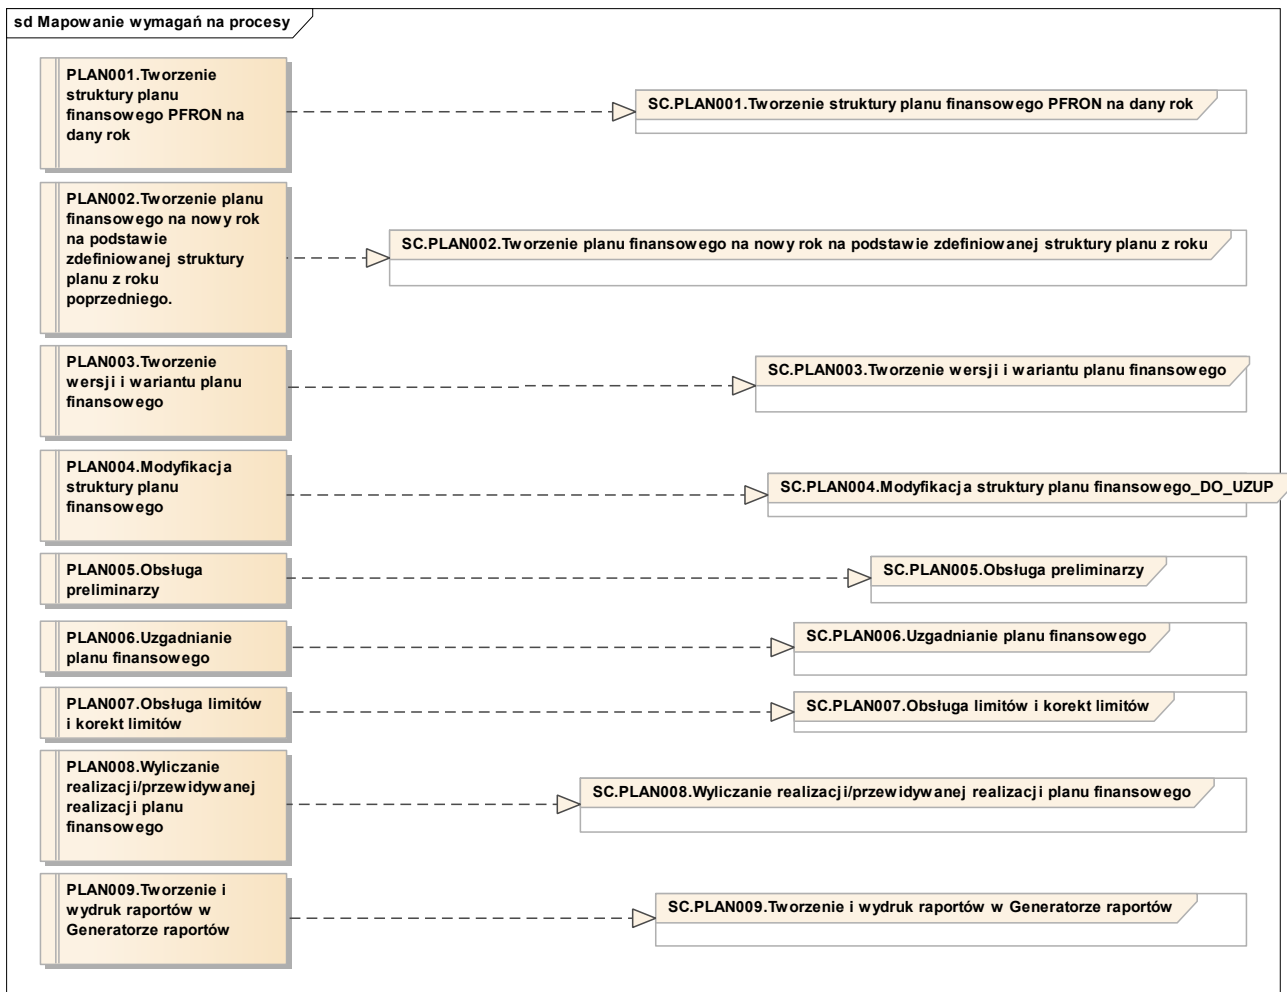 sd Mapowanie wymagań na procesy
PLAN001.Tworzenie
struktury planu
finansowego PFRON na
dany rok
SC.PLAN001.Tworzenie struktury planu finansowego PFRON na dany rok
PLAN002.Tworzenie planu
finansowego na nowy rok
na podstawie
zdefiniowanej struktury
planu z roku
poprzedniego.
SC.PLAN002.Tworzenie planu finansowego na nowy rok na podstawie zdefiniowanej struktury planu z roku
PLAN003.Tworzenie
wersji i wariantu planu
finansowego
SC.PLAN003.Tworzenie wersji i wariantu planu finansowego
PLAN004.Modyfikacja
struktury planu
finansowego
SC.PLAN004.Modyfikacja struktury planu finansowego_DO_UZUP
PLAN005.Obsługa
preliminarzy
SC.PLAN005.Obsługa preliminarzy
PLAN006.Uzgadnianie
planu finansowego
SC.PLAN006.Uzgadnianie planu finansowego
PLAN007.Obsługa limitów
i korekt limitów
SC.PLAN007.Obsługa limitów i korekt limitów
PLAN008.Wyliczanie
realizacji/przewidywanej
realizacji planu
finansowego
SC.PLAN008.Wyliczanie realizacji/przewidywanej realizacji planu finansowego
PLAN009.Tworzenie i
wydruk raportów w
Generatorze raportów
SC.PLAN009.Tworzenie i wydruk raportów w Generatorze raportów